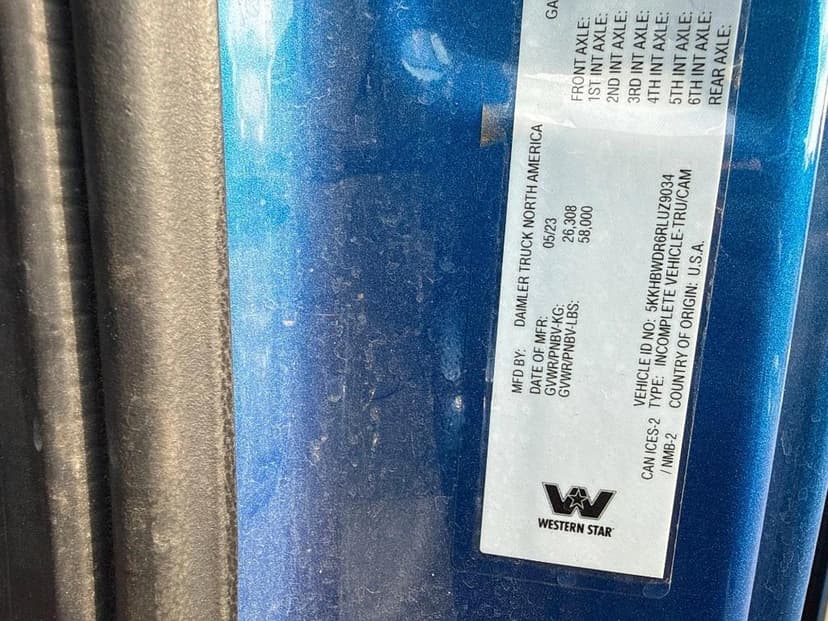 MFD BY: DAIMLER TRUCK NORTH AMERICA
DATE OF MFR: 05/23
GVWR/PNBV-KG: 26,308
GVWR/PNBV-LBS: 58,000
GA
FRONT AXLE:
1ST INT AXLE:
2ND INT AXLE:
3RD INT AXLE:
4TH INT AXLE:
5TH INT AXLE:
6TH INT AXLE:
REAR AXLE:
VEHICLE ID NO: 5KKHBWDR6RLUZ9034
CAN ICES-2 TYPE: INCOMPLETE VEHICLE-TRU/CAM
/ NMB-2 COUNTRY OF ORIGIN: U.S.A.
WESTERN STAR